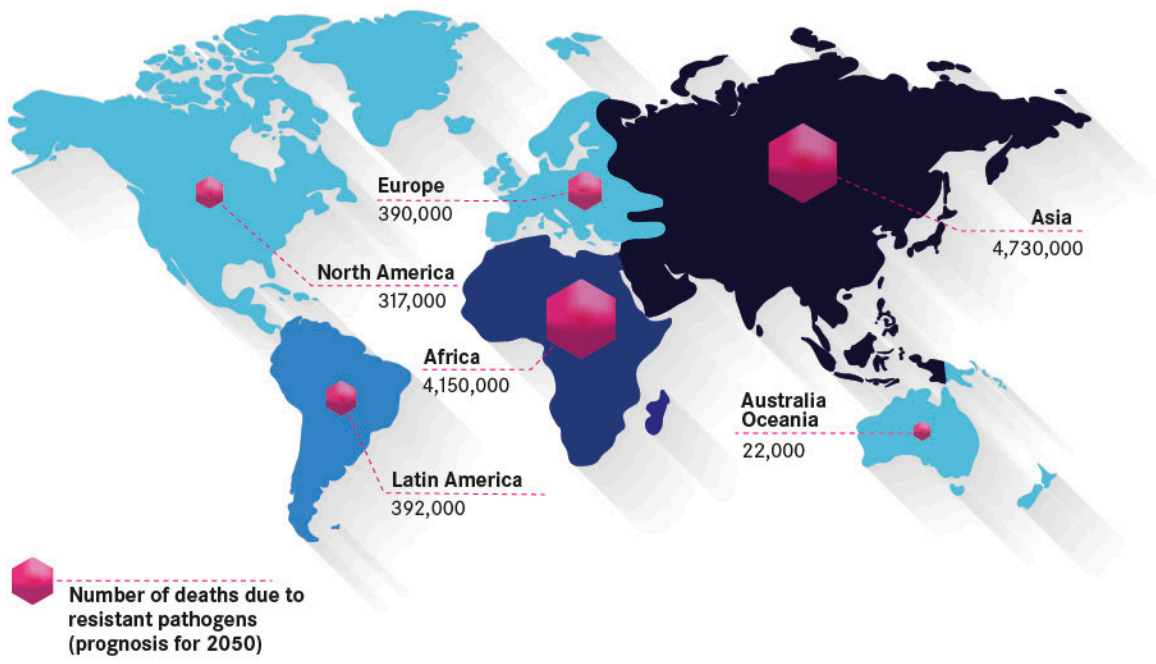 Europe
390,000
North America
317,000
Africa
4,150,000
Latin America
392,000
Asia
4,730,000
Australia
Oceania
22,000
Number of deaths due to
resistant pathogens
(prognosis for 2050)